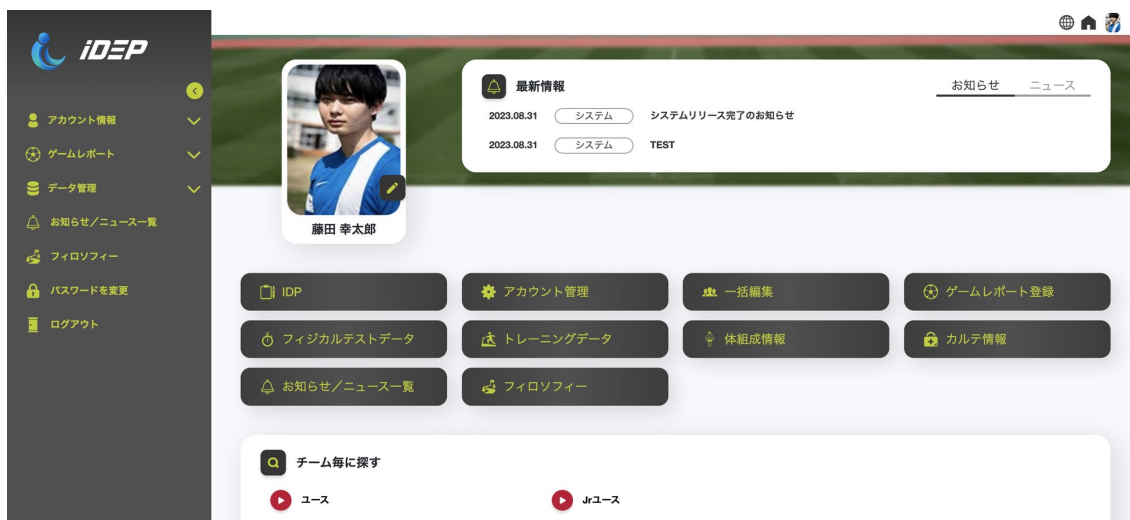 iDEP
アカウント情報
ゲームレポート
データ管理
お知らせ／ニュース一覧
フィロソフィー
パスワードを変更
ログアウト
藤田 幸太郎
最新情報
お知らせ
ニュース
2023.08.31 システム システムリリース完了のお知らせ
2023.08.31 システム TEST
IDP
アカウント管理
一括編集
ゲームレポート登録
フィジカルテストデータ
トレーニングデータ
体組成情報
カルテ情報
お知らせ／ニュース一覧
フィロソフィー
チーム毎に探す
ユース
Jrユース